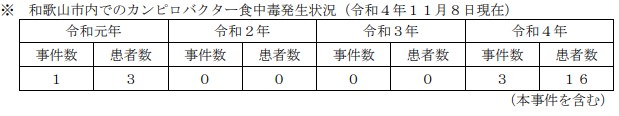 ※　和歌山市内でのカンピロバクター食中毒発生状況（令和４年１１月８日現在）
令和元年　令和２年　令和３年　令和４年
事件数　患者数　事件数　患者数　事件数　患者数　事件数　患者数
１　３　０　０　０　０　３　１６
（本事件を含む）